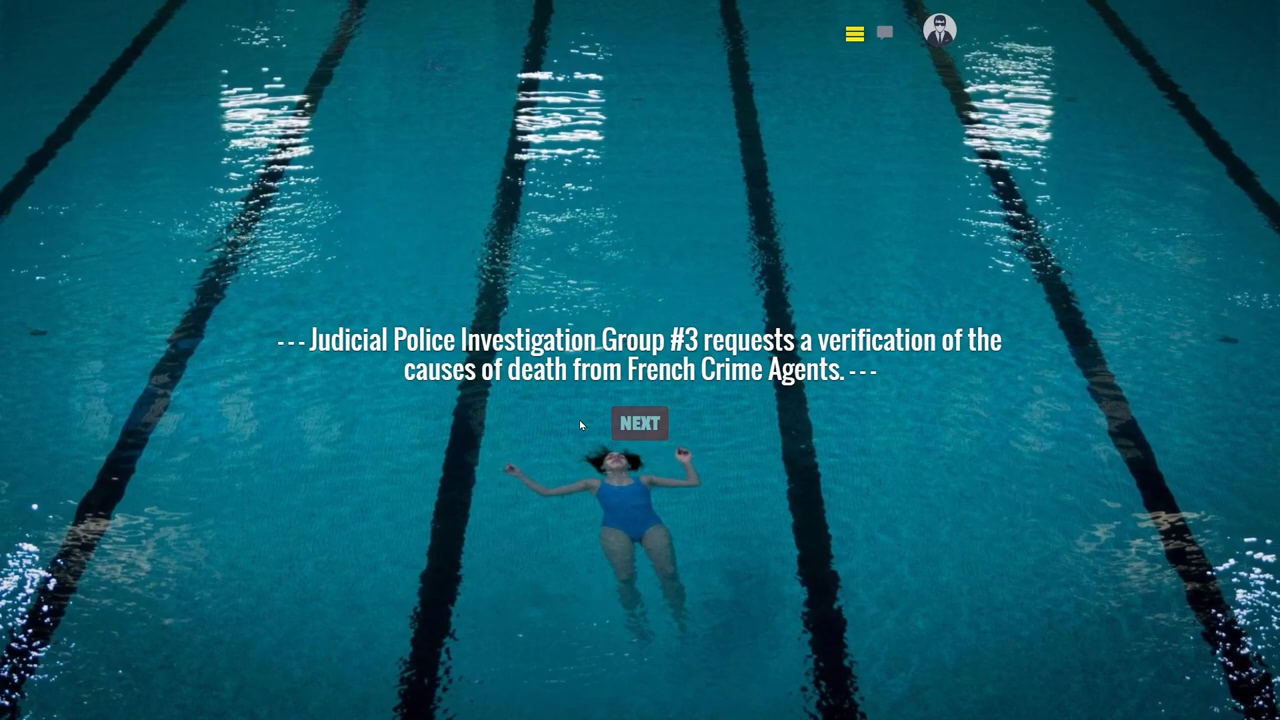 ---Judicial Police Investigation Group #3 requests a verification of the
causes of death from French Crime Agents. ---
NEXT